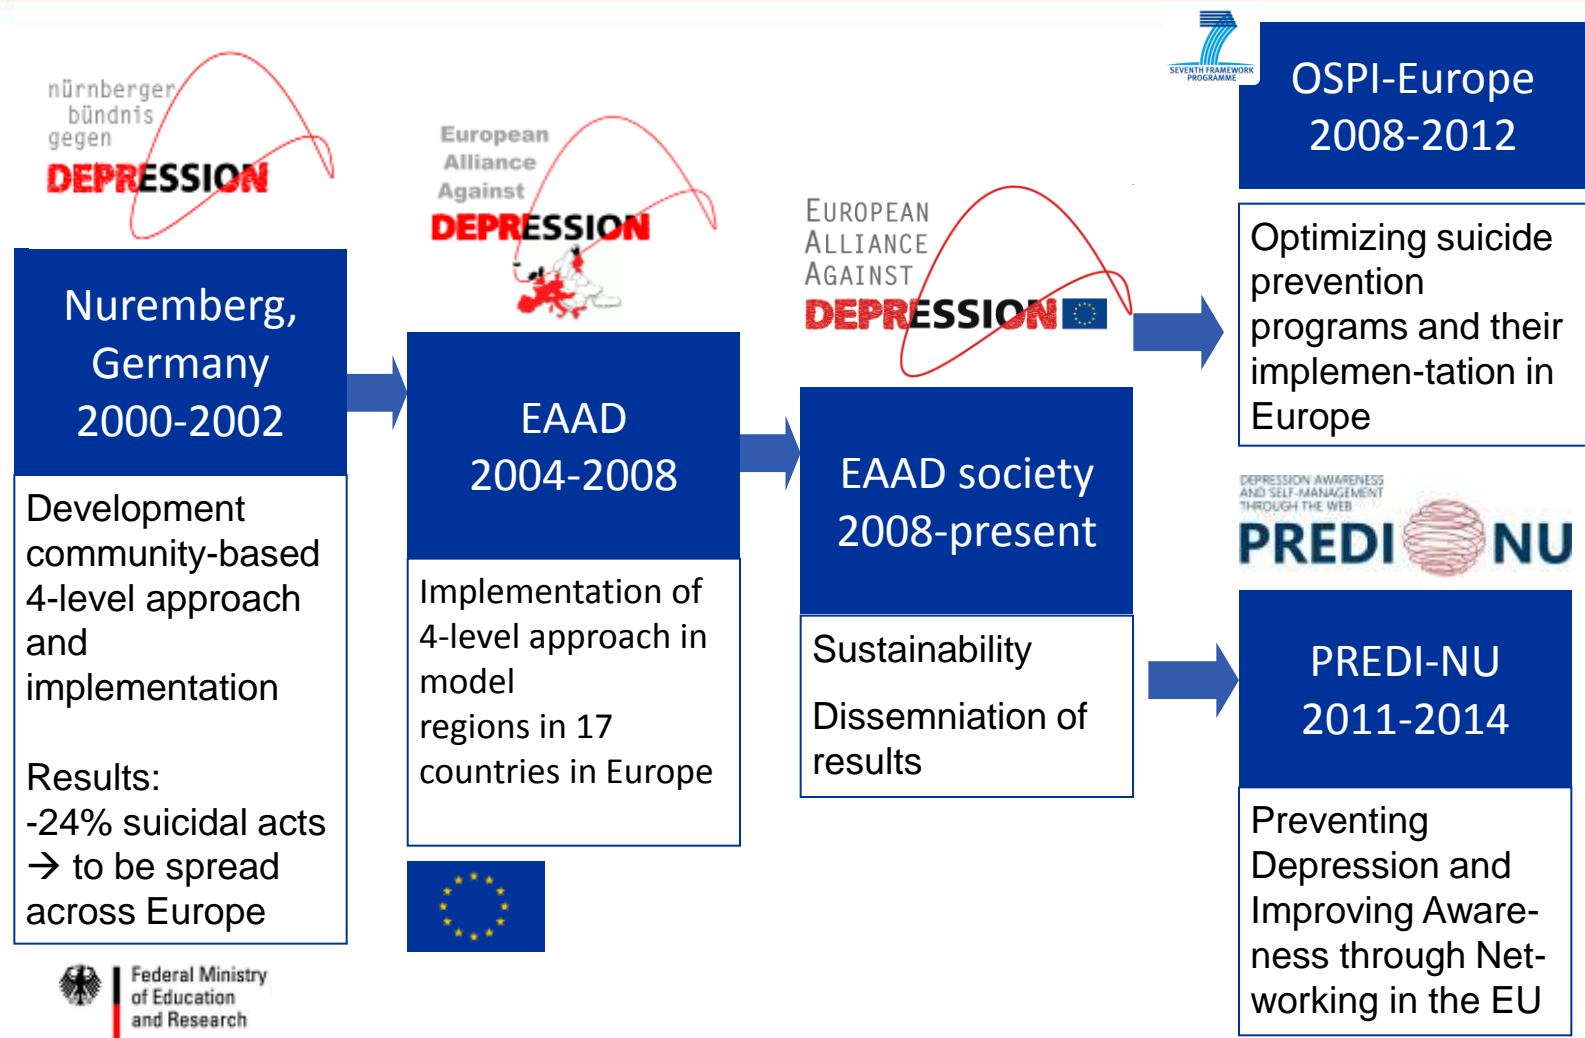 nürnberger
bündnis
gegen
DEPRESSION
Nuremberg,
Germany
2000-2002
Development
community-based
4-level approach
and
implementation
Results:
-24% suicidal acts
→ to be spread
across Europe
Federal Ministry
of Education
and Research
European
Alliance
Against
DEPRESSION
EAAD
2004-2008
Implementation of
4-level approach in
model
regions in 17
countries in Europe
EUROPEAN
ALLIANCE
AGAINST
DEPRESSION
EAAD society
2008-present
Sustainability
Dissemniation of
results
SEVENTH FRAMEWORK
PROGRAMME
OSPI-Europe
2008-2012
Optimizing suicide
prevention
programs and their
implemen-tation in
Europe
DEPRESSION AWARENESS
AND SELF-MANAGEMENT
THROUGH THE WEB
PREDI NU
PREDI-NU
2011-2014
Preventing
Depression and
Improving Aware-
ness through Net-
working in the EU